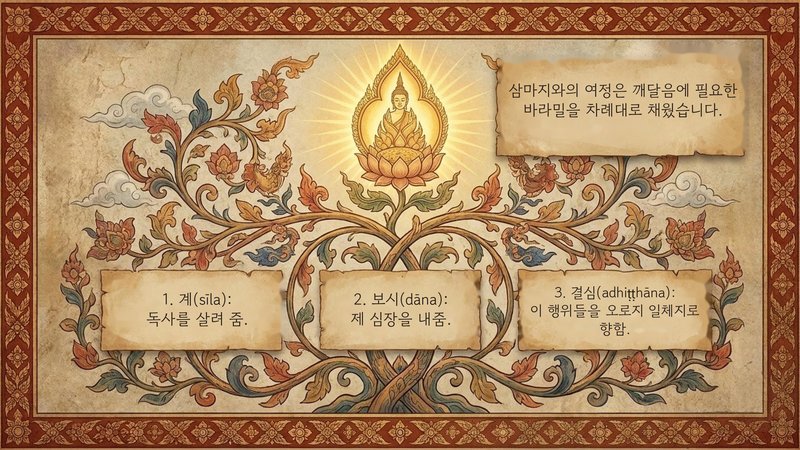 삼마지와의 여정은 깨달음에 필요한
바라밀을 차례대로 채웠습니다.
1. 계(sīla):
독사를 살려 줌.
2. 보시(dāna):
제 심장을 내줌.
3. 결심(adhiṭṭhāna):
이 행위들을 오로지 일체지로
향함.